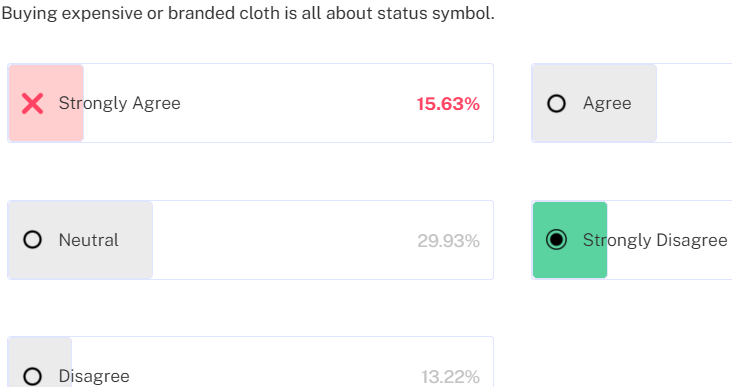 Buying expensive or branded cloth is all about status symbol.
Strongly Agree 15.63%
Agree
Neutral 29.93%
Strongly Disagree
Disagree 13.22%